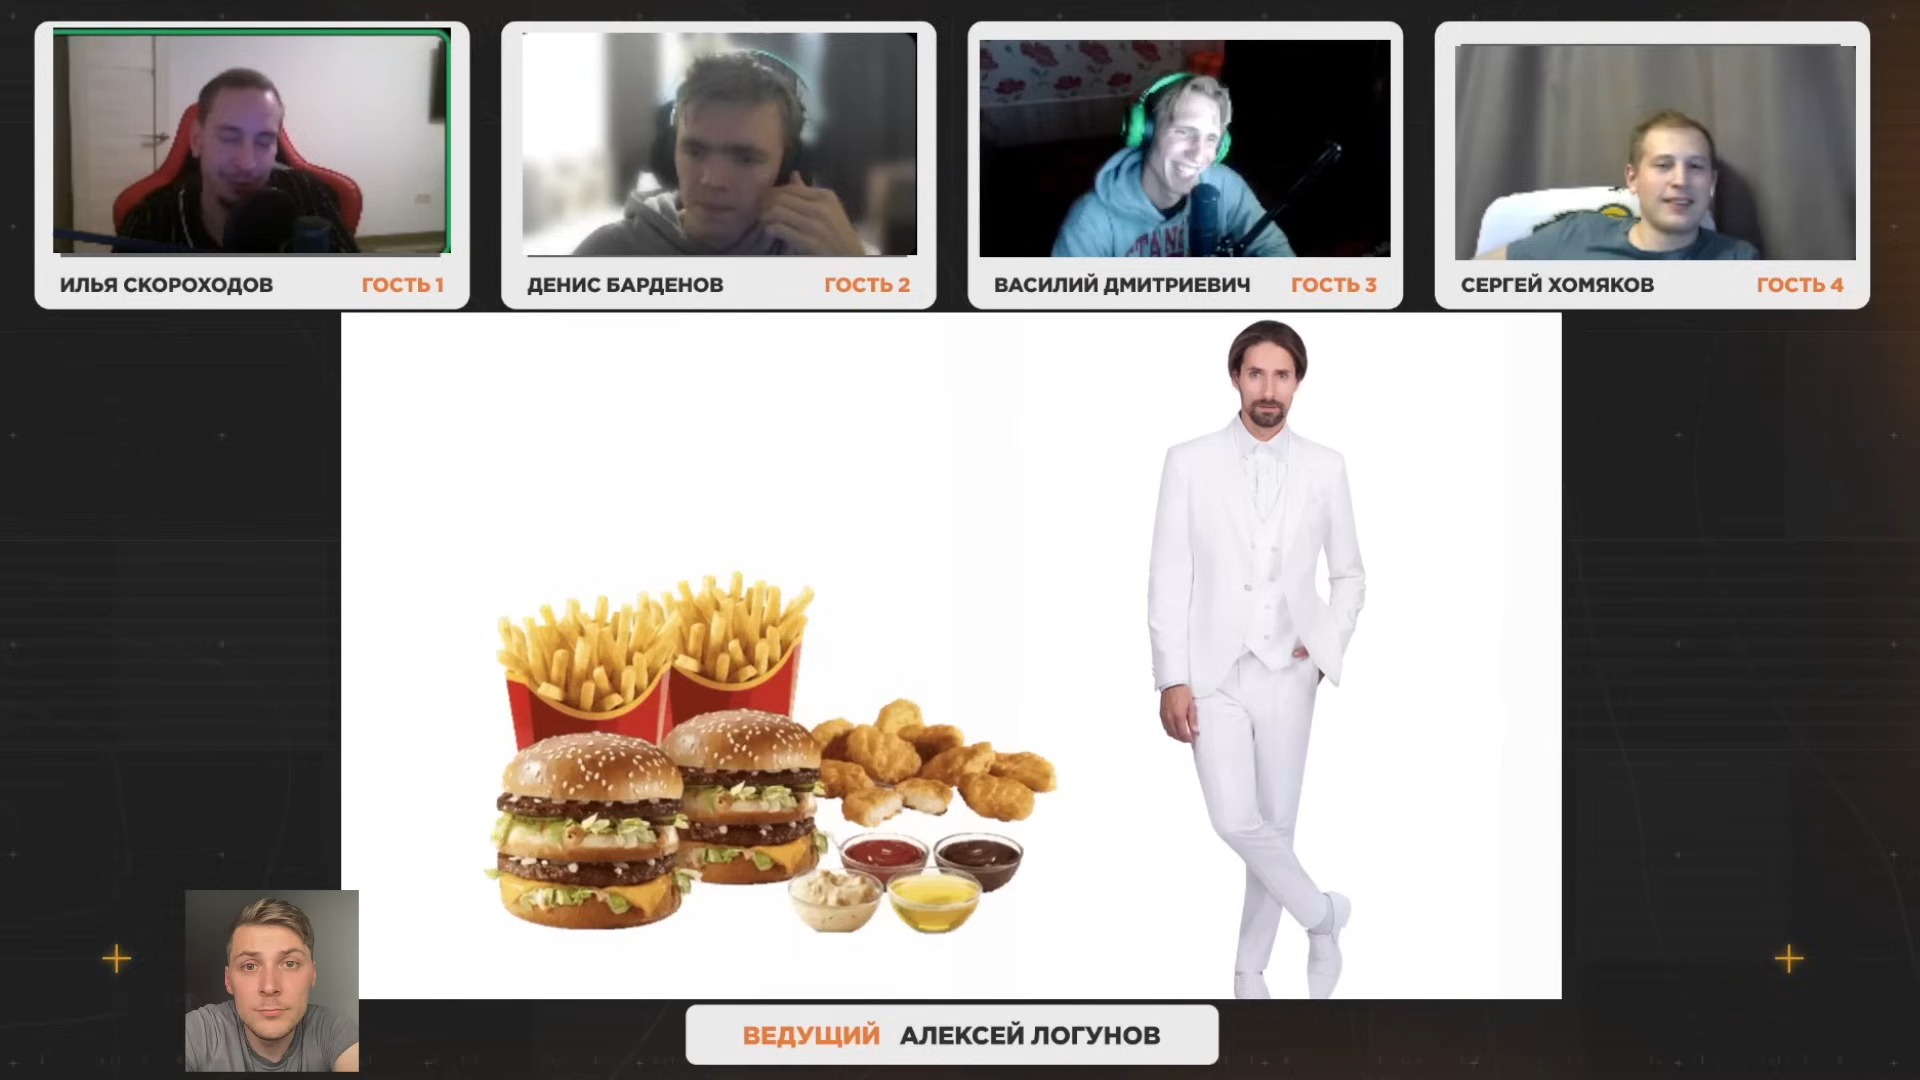 ИЛЬЯ СКОРОХОДОВ ГОСТЬ 1
ДЕНИС БАРДЕНОВ ГОСТЬ 2
ВАСИЛИЙ ДМИТРИЕВИЧ ГОСТЬ 3
СЕРГЕЙ ХОМЯКОВ ГОСТЬ 4
ВЕДУЩИЙ АЛЕКСЕЙ ЛОГУНОВ